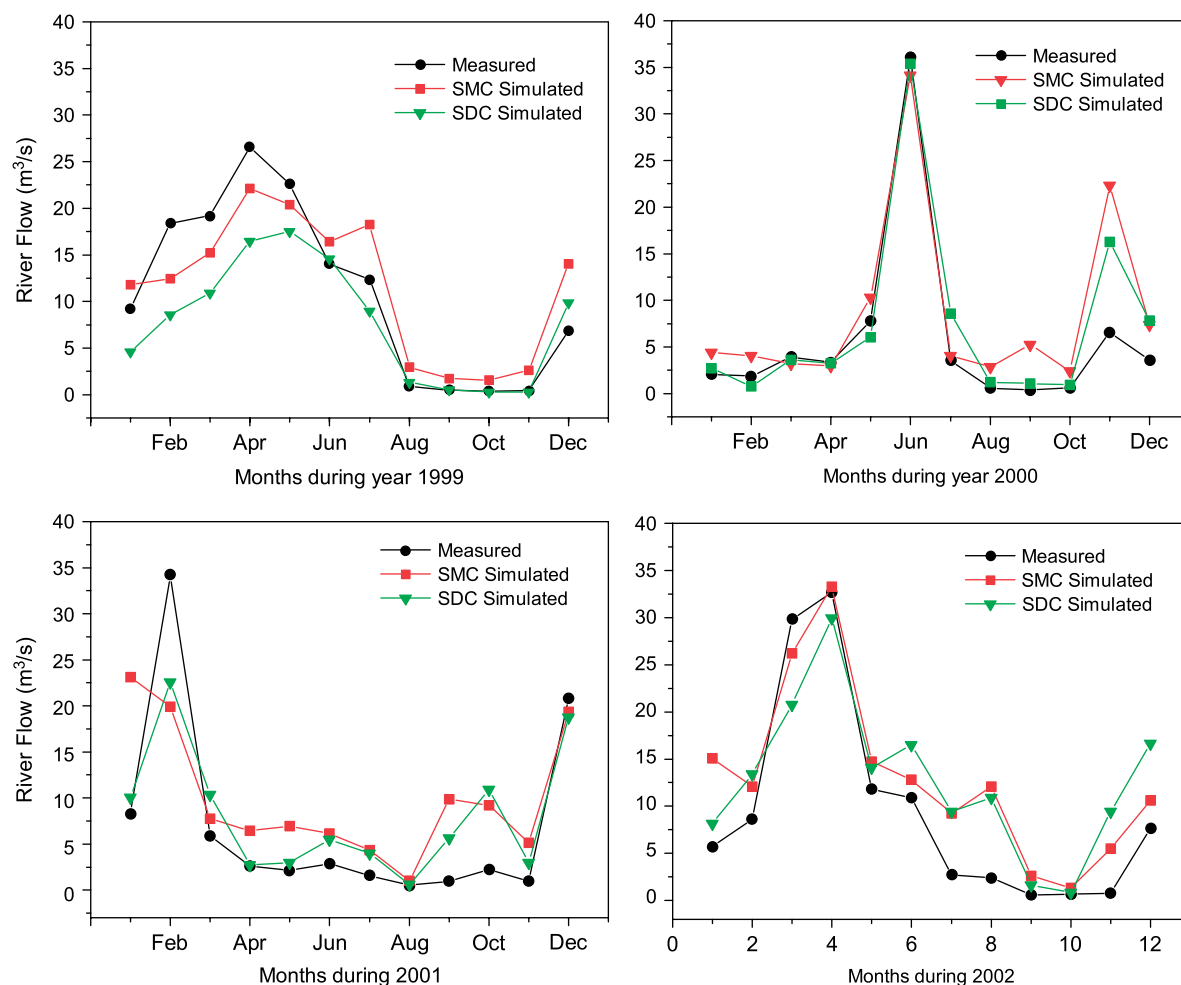 40
35
30
25
20
15
10
5
0
River Flow (m³/s)
Measured
SMC Simulated
SDC Simulated
Feb Apr Jun Aug Oct Dec
Months during year 1999
40
35
30
25
20
15
10
5
0
Measured
SMC Simulated
SDC Simulated
Feb Apr Jun Aug Oct Dec
Months during year 2000
40
35
30
25
20
15
10
5
0
River Flow (m³/s)
Measured
SMC Simulated
SDC Simulated
Feb Apr Jun Aug Oct Dec
Months during 2001
40
35
30
25
20
15
10
5
0
Measured
SMC Simulated
SDC Simulated
0 2 4 6 8 10 12
Months during 2002